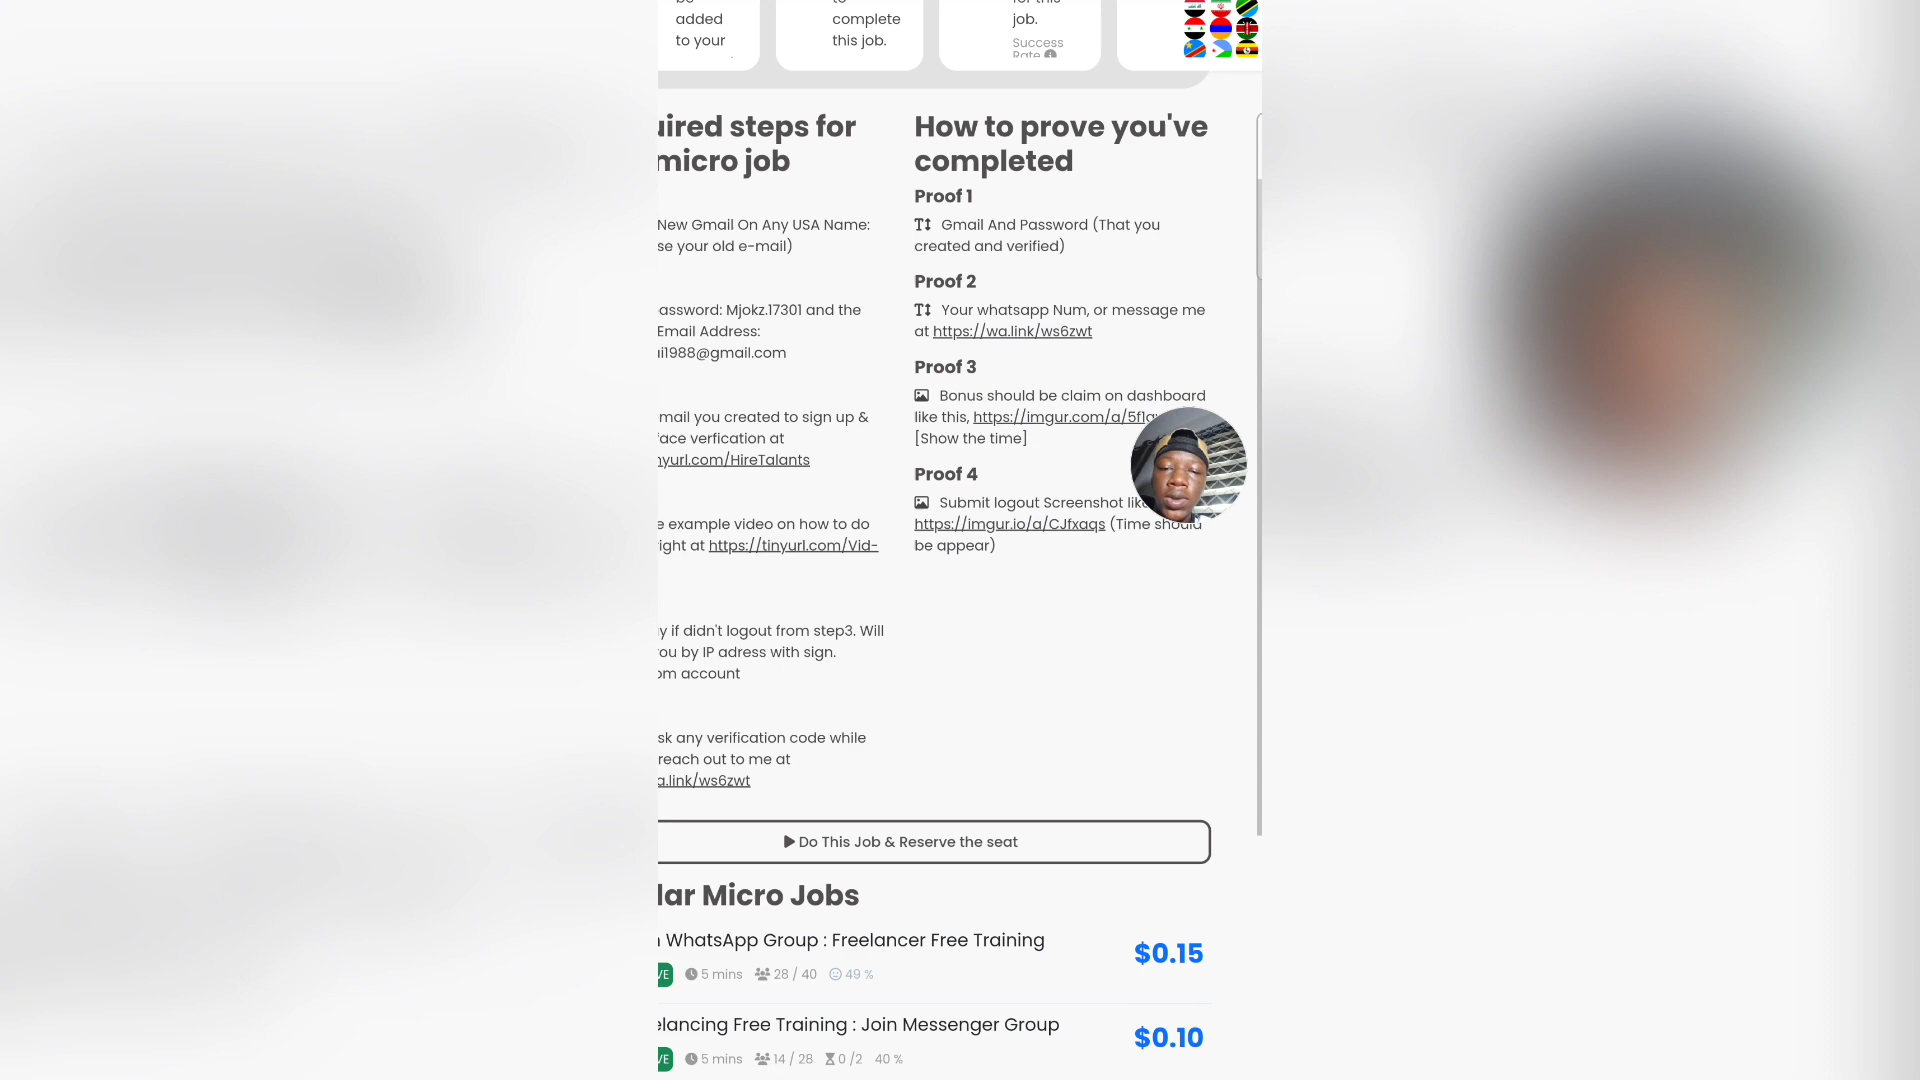 added
to your
complete
this job.
job.
Success
Rate
uired steps for
micro job
New Gmail On Any USA Name:
se your old e-mail)
assword: Mjokz.17301 and the
Email Address:
i1988@gmail.com
mail you created to sign up &
face verfication at
nyurl.com/HireTalants
e example video on how to do
ight at https://tinyurl.com/Vid-
y if didn't logout from step3. Will
ou by IP adress with sign.
om account
sk any verification code while
reach out to me at
a.link/ws6zwt
How to prove you've
completed
Proof 1
Gmail And Password (That you
created and verified)
Proof 2
Your whatsapp Num, or message me
at https://wa.link/ws6zwt
Proof 3
Bonus should be claim on dashboard
like this, https://imgur.com/a/5f1
[Show the time]
Proof 4
Submit logout Screenshot
https://imgur.io/a/CJfxaqs (Time should
be appear)
Do This Job & Reserve the seat
lar Micro Jobs
WhatsApp Group : Freelancer Free Training
$0.15
VE 5 mins 28 / 40 49 %
elancing Free Training : Join Messenger Group
$0.10
VE 5 mins 14 / 28 0 /2 40 %